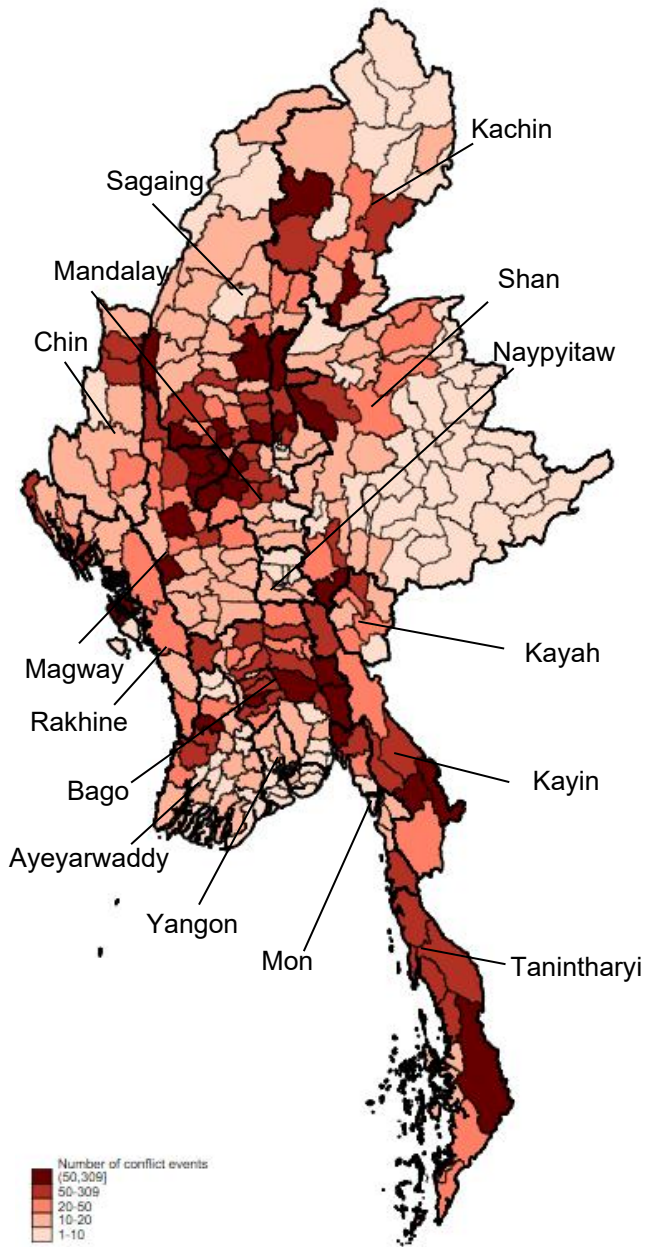 Kachin
Sagaing
Mandalay
Shan
Chin
Naypyitaw
Magway
Kayah
Rakhine
Bago
Kayin
Ayeyarwaddy
Yangon
Mon
Tanintharyi
Number of conflict events
(50,309]
50-309
20-50
10-20
1-10